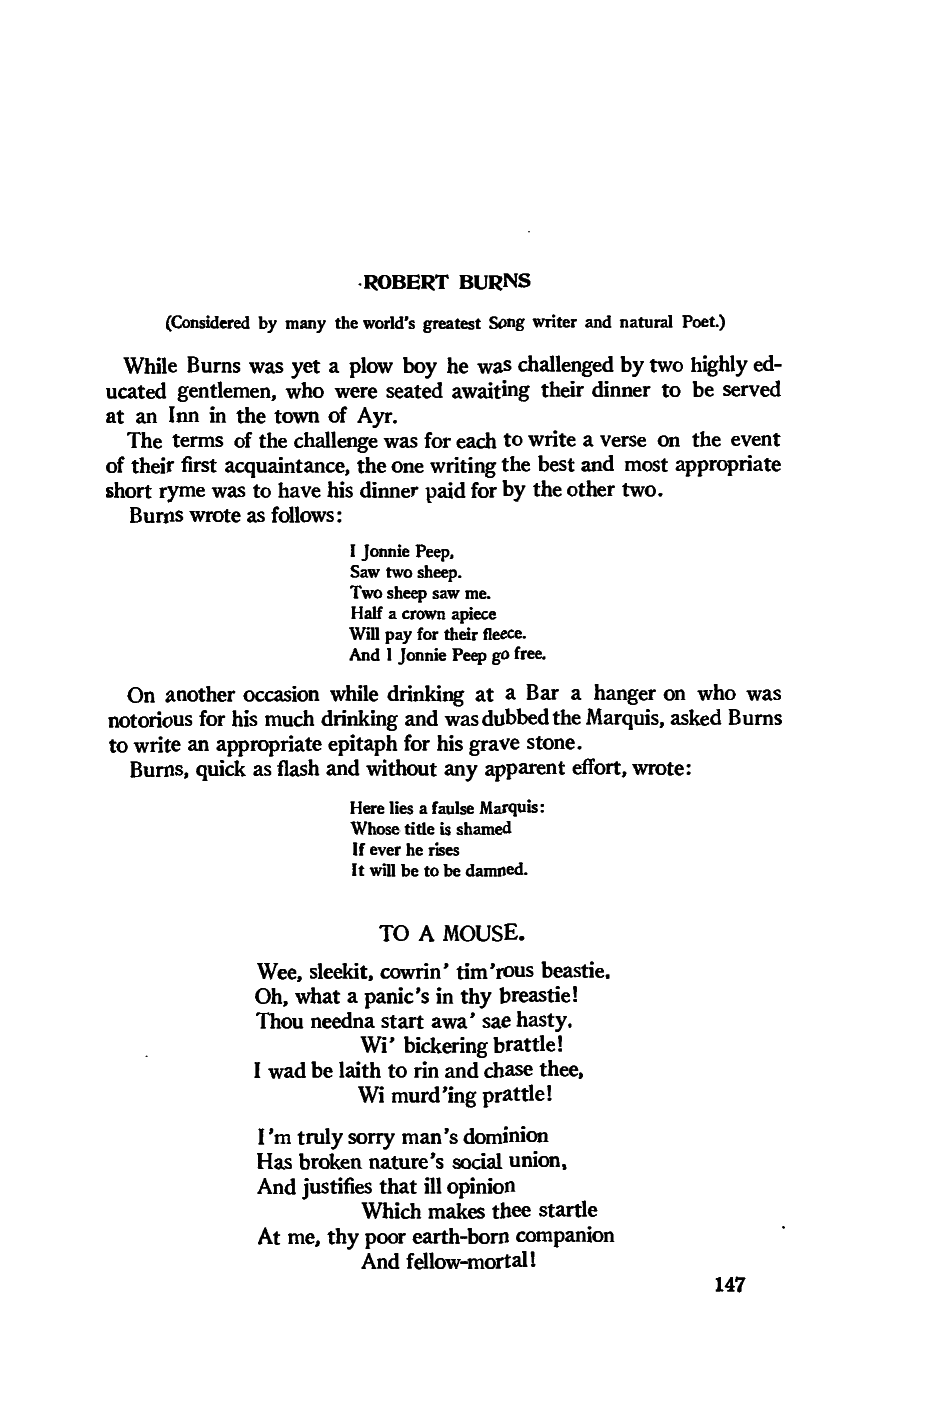 ROBERT BURNS
(Considered by many the world's greatest Song writer and natural Poet.)
While Burns was yet a plow boy he was challenged by two highly ed-
ucated gentlemen, who were seated awaiting their dinner to be served
at an Inn in the town of Ayr.
The terms of the challenge was for each to write a verse on the event
of their first acquaintance, the one writing the best and most appropriate
short ryme was to have his dinner paid for by the other two.
Burns wrote as follows:
I Jonnie Peep,
Saw two sheep.
Two sheep saw me.
Half a crown apiece
Will pay for their fleece.
And I Jonnie Peep go free.
On another occasion while drinking at a Bar a hanger on who was
notorious for his much drinking and was dubbed the Marquis, asked Burns
to write an appropriate epitaph for his grave stone.
Burns, quick as flash and without any apparent effort, wrote:
Here lies a faulse Marquis:
Whose title is shamed
If ever he rises
It will be to be damned.
TO A MOUSE.
Wee, sleekit, cowrin' tim'rous beastie.
Oh, what a panic's in thy breastie!
Thou needna start awa' sae hasty.
Wi' bickering brattle!
I wad be laith to rin and chase thee,
Wi murd'ing prattle!
I'm truly sorry man's dominion
Has broken nature's social union,
And justifies that ill opinion
Which makes thee startle
At me, thy poor earth-born companion
And fellow-mortal!
147